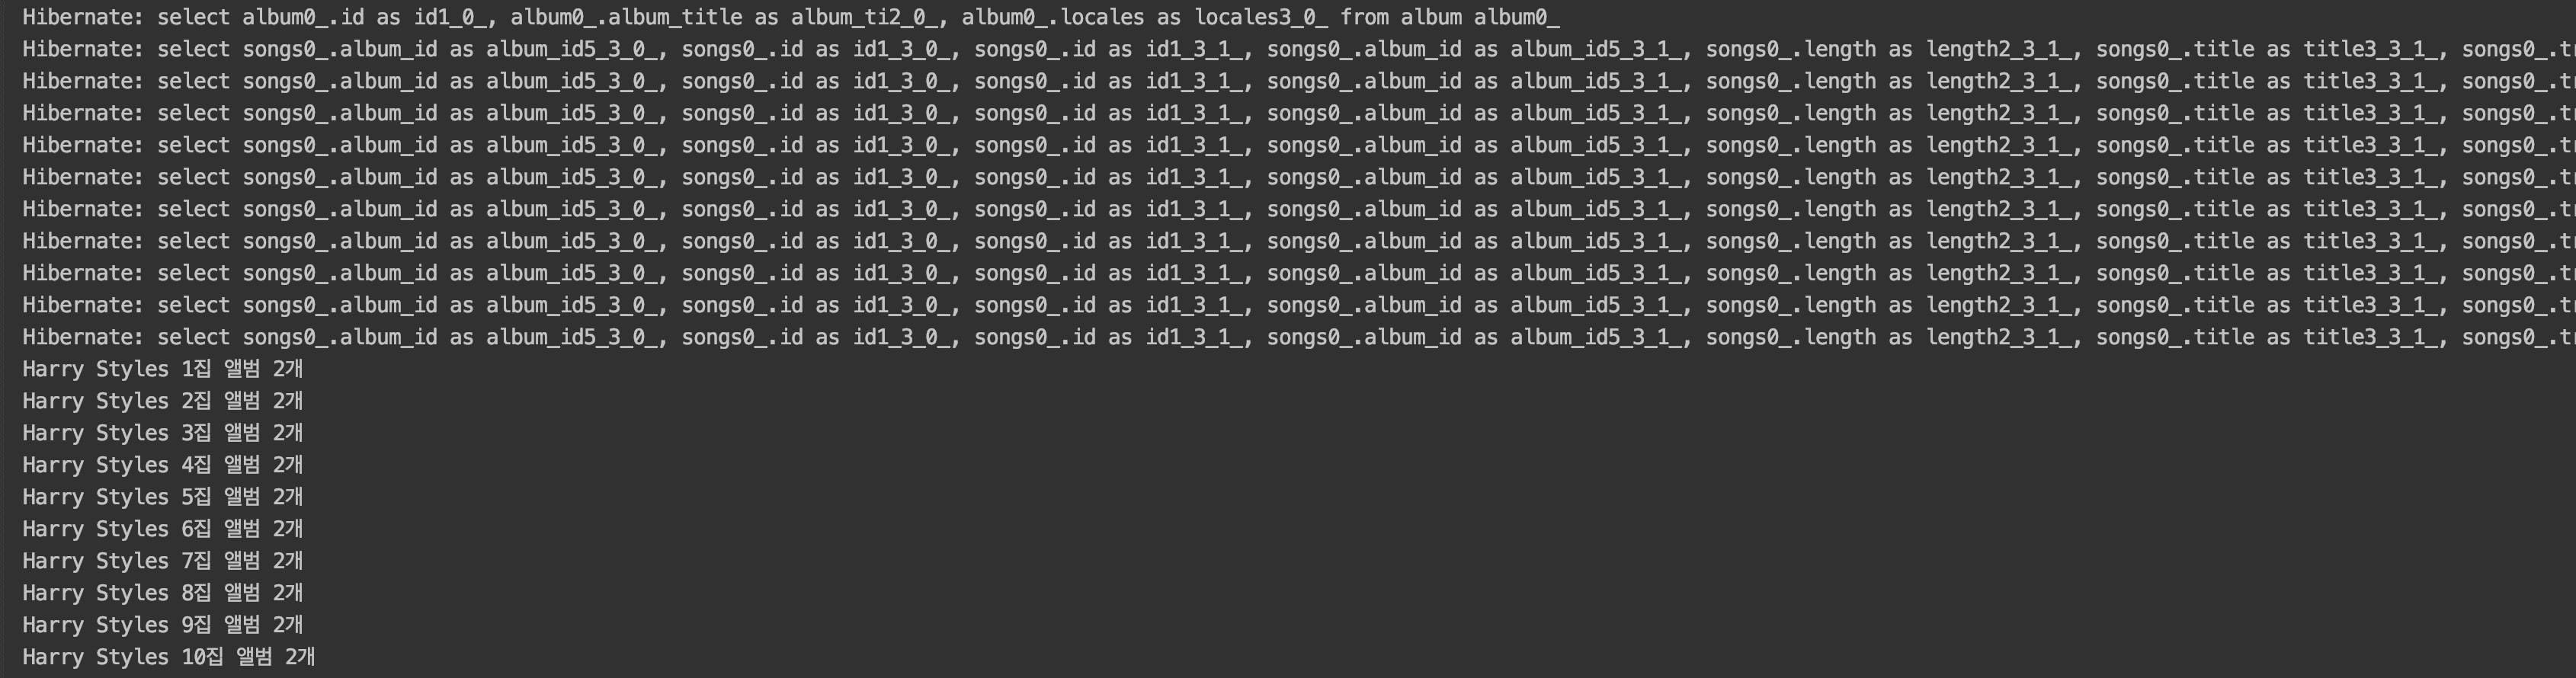 Hibernate: select album0_.id as id1_0_, album0_.album_title as album_ti2_0_, album0_.locales as locales3_0_ from album album0_
Hibernate: select songs0_.album_id as album_id5_3_0_, songs0_.id as id1_3_0_, songs0_.id as id1_3_1_, songs0_.album_id as album_id5_3_1_, songs0_.length as length2_3_1_, songs0_.title as title3_3_1_, songs0_.tr
Hibernate: select songs0_.album_id as album_id5_3_0_, songs0_.id as id1_3_0_, songs0_.id as id1_3_1_, songs0_.album_id as album_id5_3_1_, songs0_.length as length2_3_1_, songs0_.title as title3_3_1_, songs0_.tr
Hibernate: select songs0_.album_id as album_id5_3_0_, songs0_.id as id1_3_0_, songs0_.id as id1_3_1_, songs0_.album_id as album_id5_3_1_, songs0_.length as length2_3_1_, songs0_.title as title3_3_1_, songs0_.tr
Hibernate: select songs0_.album_id as album_id5_3_0_, songs0_.id as id1_3_0_, songs0_.id as id1_3_1_, songs0_.album_id as album_id5_3_1_, songs0_.length as length2_3_1_, songs0_.title as title3_3_1_, songs0_.tr
Hibernate: select songs0_.album_id as album_id5_3_0_, songs0_.id as id1_3_0_, songs0_.id as id1_3_1_, songs0_.album_id as album_id5_3_1_, songs0_.length as length2_3_1_, songs0_.title as title3_3_1_, songs0_.tr
Hibernate: select songs0_.album_id as album_id5_3_0_, songs0_.id as id1_3_0_, songs0_.id as id1_3_1_, songs0_.album_id as album_id5_3_1_, songs0_.length as length2_3_1_, songs0_.title as title3_3_1_, songs0_.tr
Hibernate: select songs0_.album_id as album_id5_3_0_, songs0_.id as id1_3_0_, songs0_.id as id1_3_1_, songs0_.album_id as album_id5_3_1_, songs0_.length as length2_3_1_, songs0_.title as title3_3_1_, songs0_.tr
Hibernate: select songs0_.album_id as album_id5_3_0_, songs0_.id as id1_3_0_, songs0_.id as id1_3_1_, songs0_.album_id as album_id5_3_1_, songs0_.length as length2_3_1_, songs0_.title as title3_3_1_, songs0_.tr
Hibernate: select songs0_.album_id as album_id5_3_0_, songs0_.id as id1_3_0_, songs0_.id as id1_3_1_, songs0_.album_id as album_id5_3_1_, songs0_.length as length2_3_1_, songs0_.title as title3_3_1_, songs0_.tr
Hibernate: select songs0_.album_id as album_id5_3_0_, songs0_.id as id1_3_0_, songs0_.id as id1_3_1_, songs0_.album_id as album_id5_3_1_, songs0_.length as length2_3_1_, songs0_.title as title3_3_1_, songs0_.tr
Harry Styles 1집 앨범 2개
Harry Styles 2집 앨범 2개
Harry Styles 3집 앨범 2개
Harry Styles 4집 앨범 2개
Harry Styles 5집 앨범 2개
Harry Styles 6집 앨범 2개
Harry Styles 7집 앨범 2개
Harry Styles 8집 앨범 2개
Harry Styles 9집 앨범 2개
Harry Styles 10집 앨범 2개